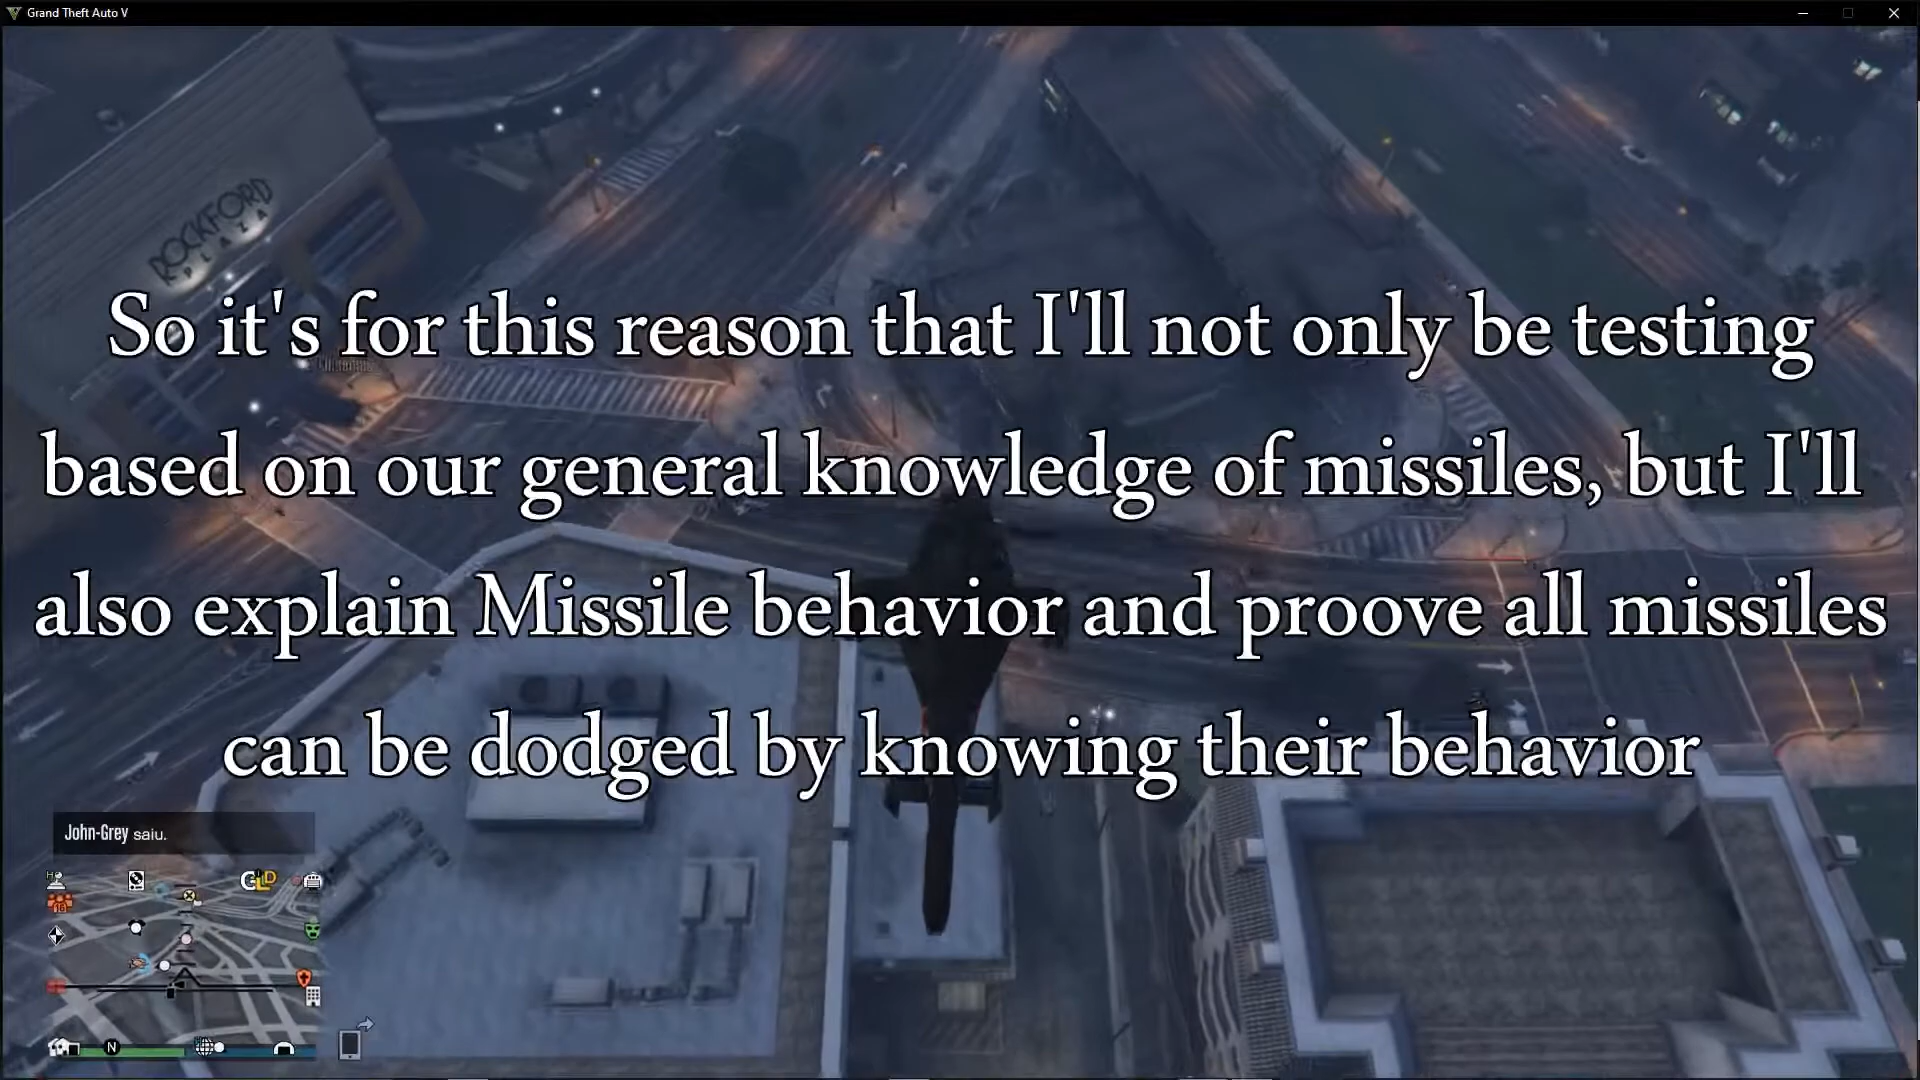 Grand Theft Auto V
ROCKFORD
PLAZA
So it's for this reason that I'll not only be testing
based on our general knowledge of missiles, but I'll
also explain Missile behavior and proove all missiles
can be dodged by knowing their behavior
John-Grey saiu.
N